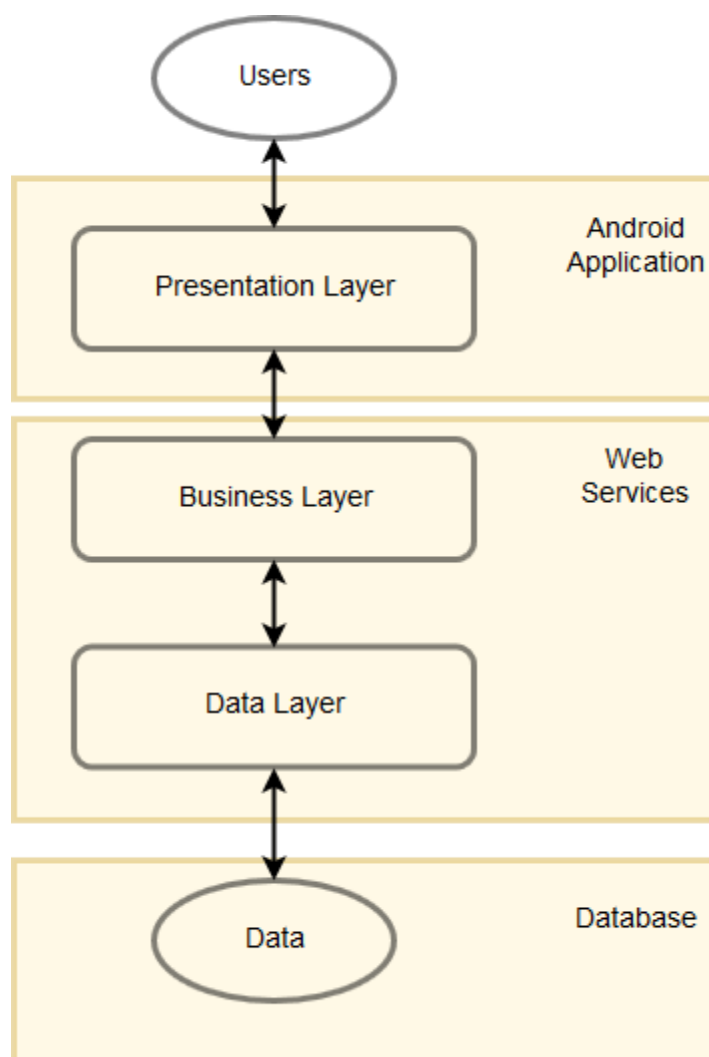 Users
Android
Application
Presentation Layer
Web
Services
Business Layer
Data Layer
Database
Data